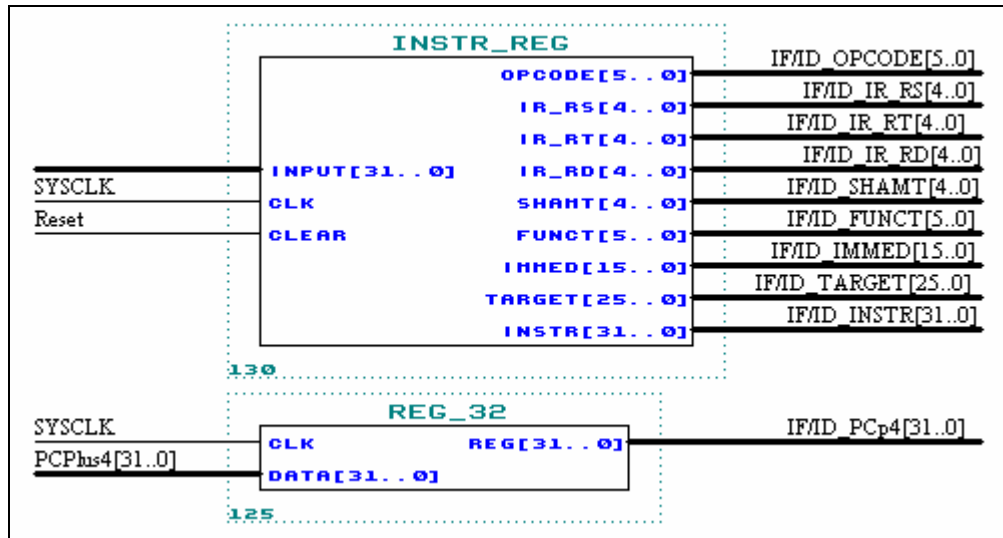 INSTR_REG
OPCODE[5..0] IF/ID_OPCODE[5..0]
IR_RS[4..0] IF/ID_IR_RS[4..0]
IR_RT[4..0] IF/ID_IR_RT[4..0]
INPUT[31..0] IR_RD[4..0] IF/ID_IR_RD[4..0]
SYSCLK CLK SHAMT[4..0] IF/ID_SHAMT[4..0]
Reset CLEAR FUNCT[5..0] IF/ID_FUNCT[5..0]
IMMED[15..0] IF/ID_IMMED[15..0]
TARGET[25..0] IF/ID_TARGET[25..0]
INSTR[31..0] IF/ID_INSTR[31..0]
130
REG_32
SYSCLK CLK REG[31..0] IF/ID_PCp4[31..0]
PCPlus4[31..0] DATA[31..0]
125